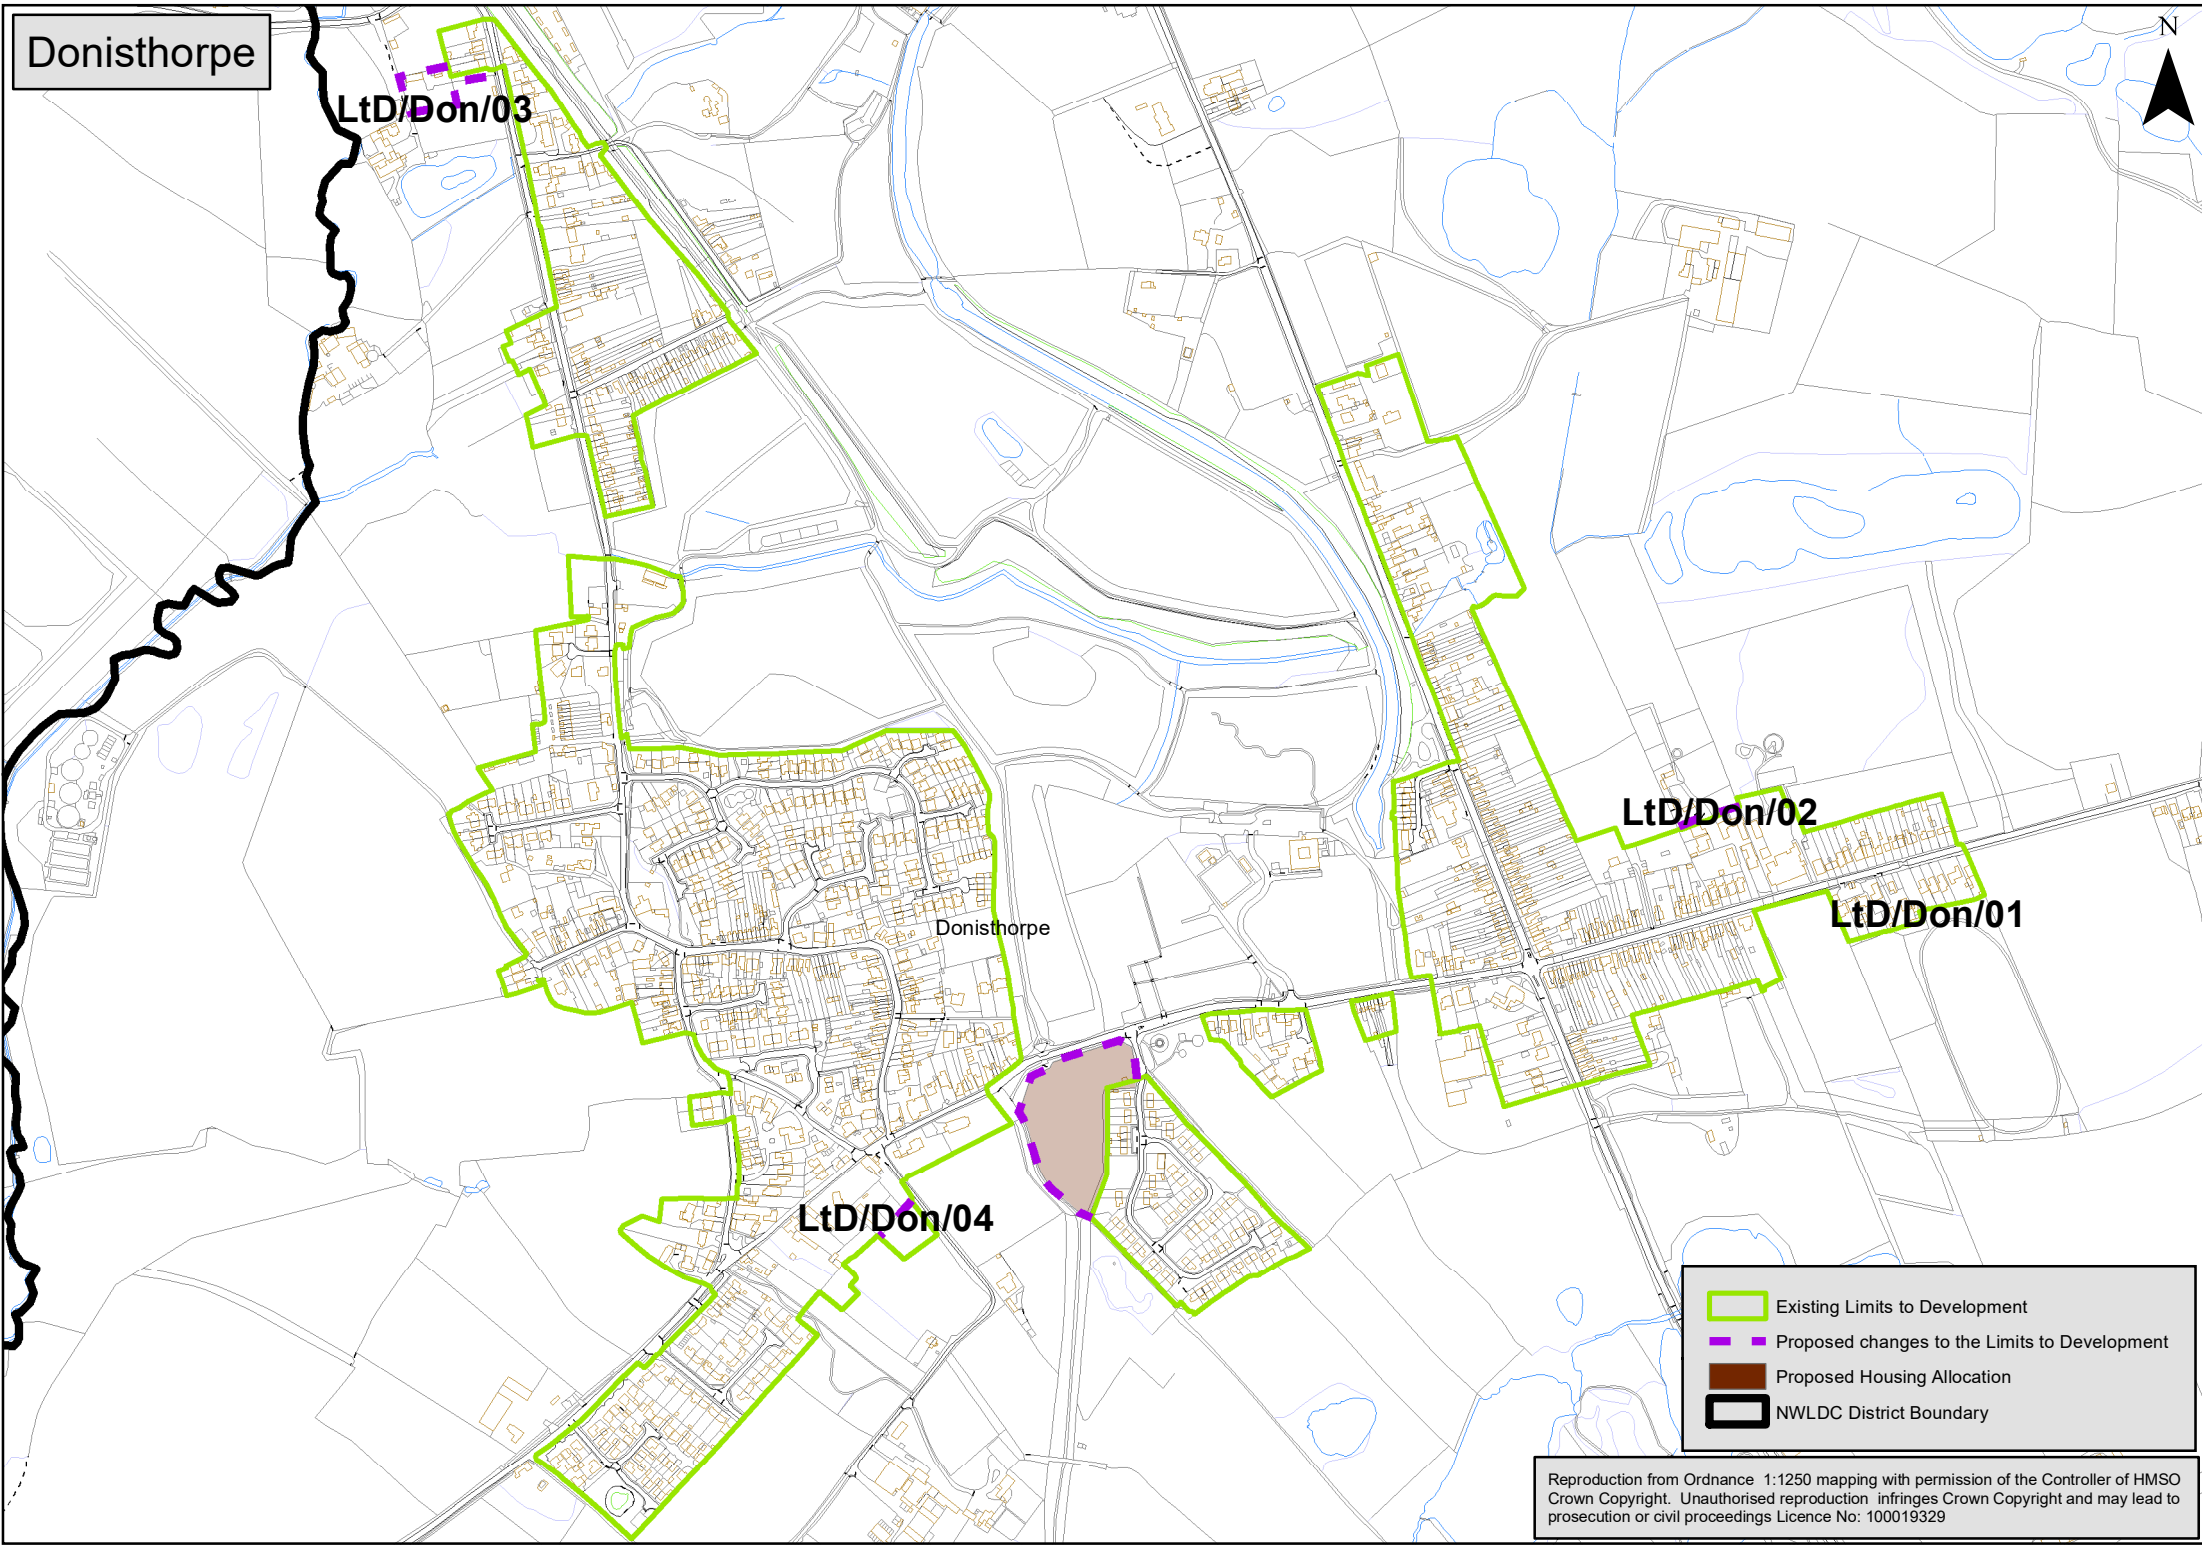 Donisthorpe
N
LtD/Don/03
LtD/Don/02
LtD/Don/01
Donisthorpe
LtD/Don/04
Existing Limits to Development
Proposed changes to the Limits to Development
Proposed Housing Allocation
NWLDC District Boundary
Reproduction from Ordnance 1:1250 mapping with permission of the Controller of HMSO
Crown Copyright. Unauthorised reproduction infringes Crown Copyright and may lead to
prosecution or civil proceedings Licence No: 100019329